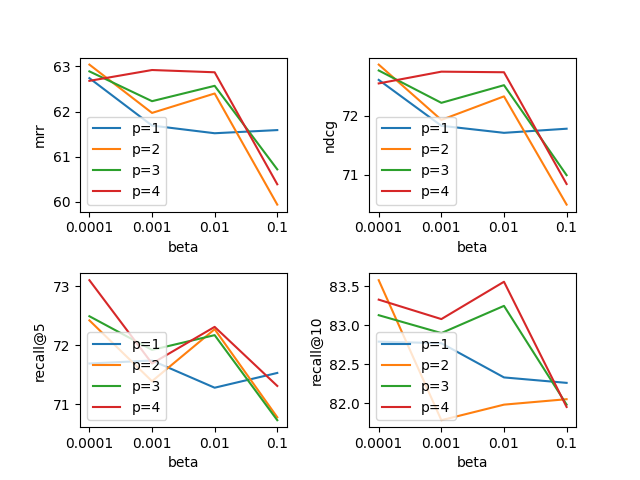 63
62
61
60
mrr
p=1
p=2
p=3
p=4
0.0001 0.001 0.01 0.1
beta
72
71
ndcg
p=1
p=2
p=3
p=4
0.0001 0.001 0.01 0.1
beta
73
72
71
recall@5
p=1
p=2
p=3
p=4
0.0001 0.001 0.01 0.1
beta
83.5
83.0
82.5
82.0
recall@10
p=1
p=2
p=3
p=4
0.0001 0.001 0.01 0.1
beta